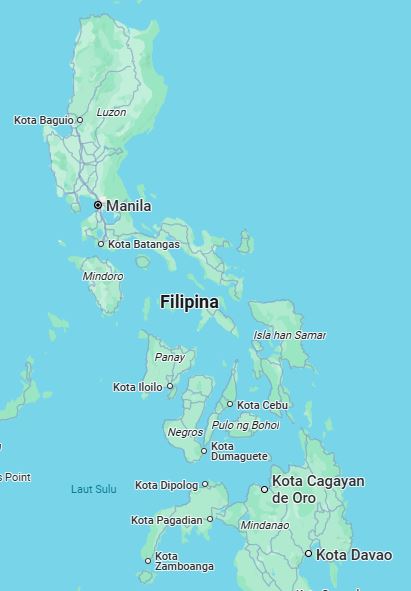 Luzon
Kota Baguio
Manila
Kota Batangas
Mindoro
Filipina
Isla han Samar
Panay
Kota Iloilo
Kota Cebu
Pulo ng Bohol
Negros
Kota
Dumaguete
s Point
Laut Sulu
Kota Dipolog
Kota Cagayan
de Oro
Kota Pagadian
Mindanao
Kota
Zamboanga
Kota Davao